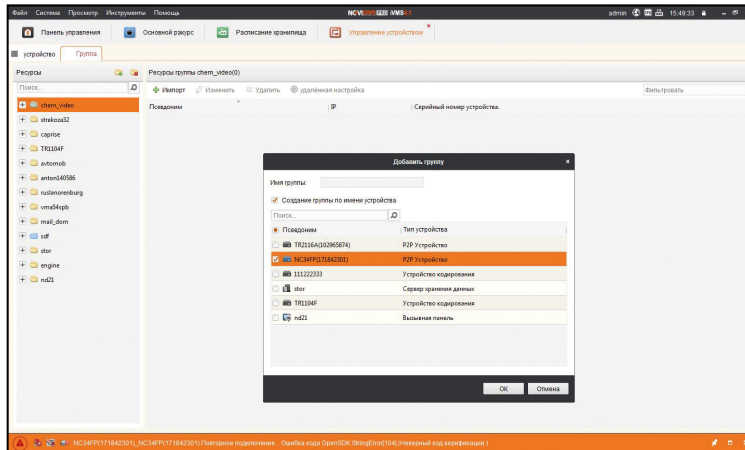 Файл Система Просмотр Инструменты Помощь
admin 15:49:33
Панель управления
Основной ракурс
Расписание хранилища
Управление устройством
устройство
Группа
Ресурсы
Поиск...
chern_video
strekoza32
caprise
TR1104F
avtomob
anton140586
ruslanorenburg
vma54spb
mail_dom
sdf
stor
engine
nd21
Ресурсы группы chern_video(0)
Импорт Изменить Удалить удалённая настройка
Фильтровать
Псевдоним IP Серийный номер устройства.
Добавить группу
Имя группы:
Создание группы по имени устройства
Поиск...
Псевдоним Тип устройства
TR2116A(102965874) P2P Устройство
NC34FP(171842301) P2P Устройство
111222333 Устройство кодирования
stor Сервер хранения данных
TR1104F Устройство кодирования
nd21 Вызывная панель
OK Отмена
NC34FP(171842301)_NC34FP(171842301) Повторное подключение... Ошибка кода OpenSDK StringError[104].(Неверный код верификации.)